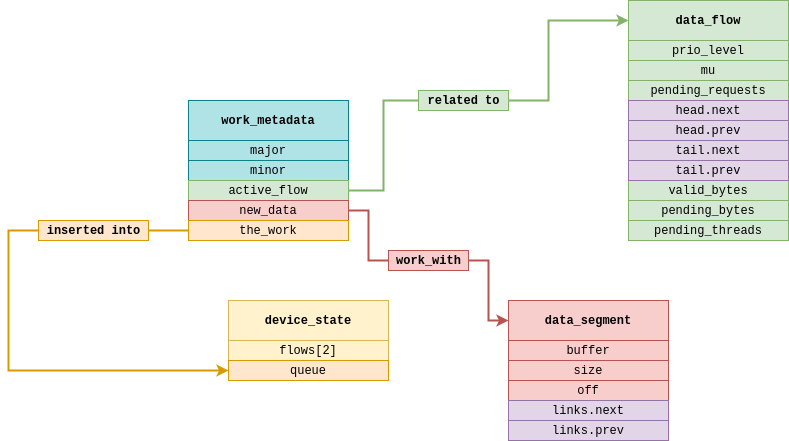 data_flow
prio_level
mu
pending_requests
head.next
head.prev
tail.next
tail.prev
valid_bytes
pending_bytes
pending_threads
related to
work_metadata
major
minor
active_flow
new_data
the_work
inserted into
work_with
device_state
flows[2]
queue
data_segment
buffer
size
off
links.next
links.prev